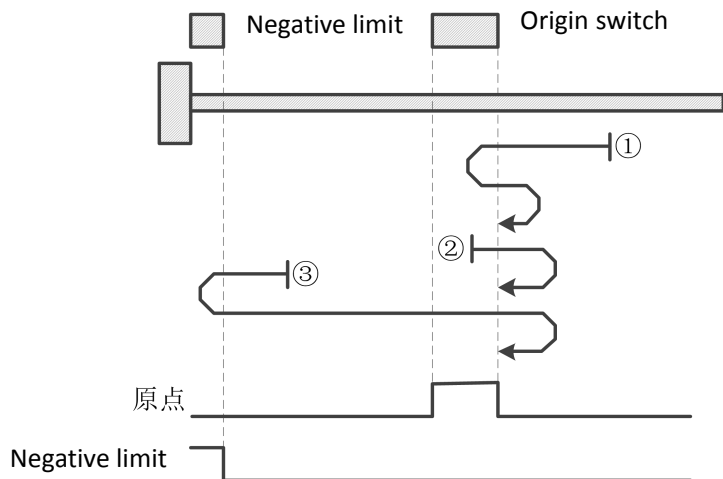 Negative limit
Origin switch
①
②
③
原点
Negative limit